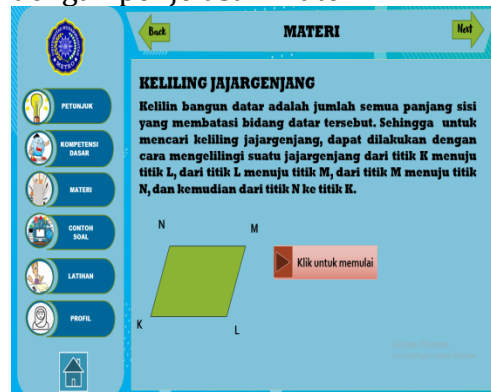 Back
MATERI
Next
KELILING JAJARGENJANG
Kelilin bangun datar adalah jumlah semua panjang sisi
yang membatasi bidang datar tersebut. Sehingga untuk
mencari keliling jajargenjang, dapat dilakukan dengan
cara mengelilingi suatu jajargenjang dari titik K menuju
titik L, dari titik L menuju titik M, dari titik M menuju titik
N, dan kemudian dari titik N ke titik K.
PETUNJUK
KOMPETENSI
DASAR
MATERI
CONTOH
SOAL
LATIHAN
PROFIL
N
M
Klik untuk memulai
K
L